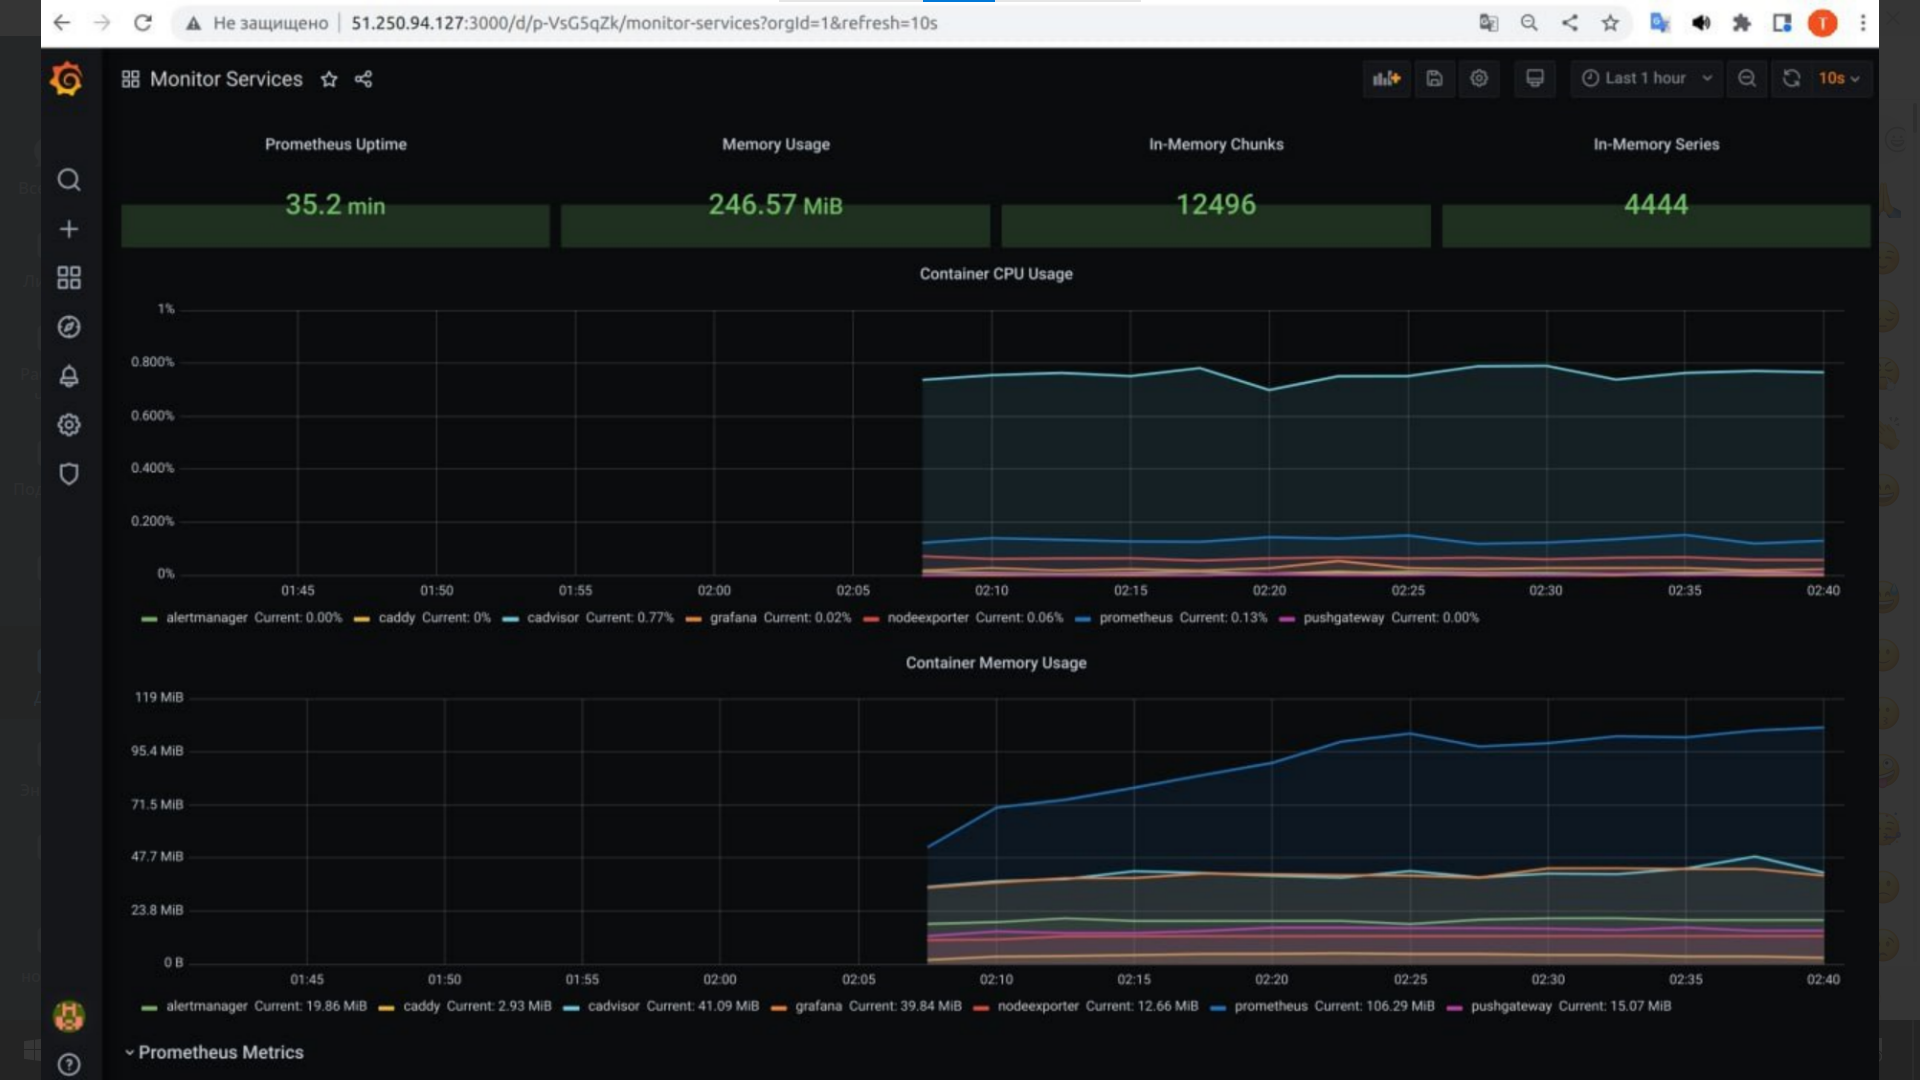 Не защищено | 51.250.94.127:3000/d/p-VsG5qZk/monitor-services?orgId=1&refresh=10s
T
Monitor Services
Last 1 hour
10s
Prometheus Uptime
Memory Usage
In-Memory Chunks
In-Memory Series
35.2 min
246.57 MiB
12496
4444
Container CPU Usage
1%
0.800%
0.600%
0.400%
0.200%
0%
01:45 01:50 01:55 02:00 02:05 02:10 02:15 02:20 02:25 02:30 02:35 02:40
alertmanager Current: 0.00% caddy Current: 0% cadvisor Current: 0.77% grafana Current: 0.02% nodeexporter Current: 0.06% prometheus Current: 0.13% pushgateway Current: 0.00%
Container Memory Usage
119 MiB
95.4 MiB
71.5 MiB
47.7 MiB
23.8 MiB
0 B
01:45 01:50 01:55 02:00 02:05 02:10 02:15 02:20 02:25 02:30 02:35 02:40
alertmanager Current: 19.86 MiB caddy Current: 2.93 MiB cadvisor Current: 41.09 MiB grafana Current: 39.84 MiB nodeexporter Current: 12.66 MiB prometheus Current: 106.29 MiB pushgateway Current: 15.07 MiB
Prometheus Metrics